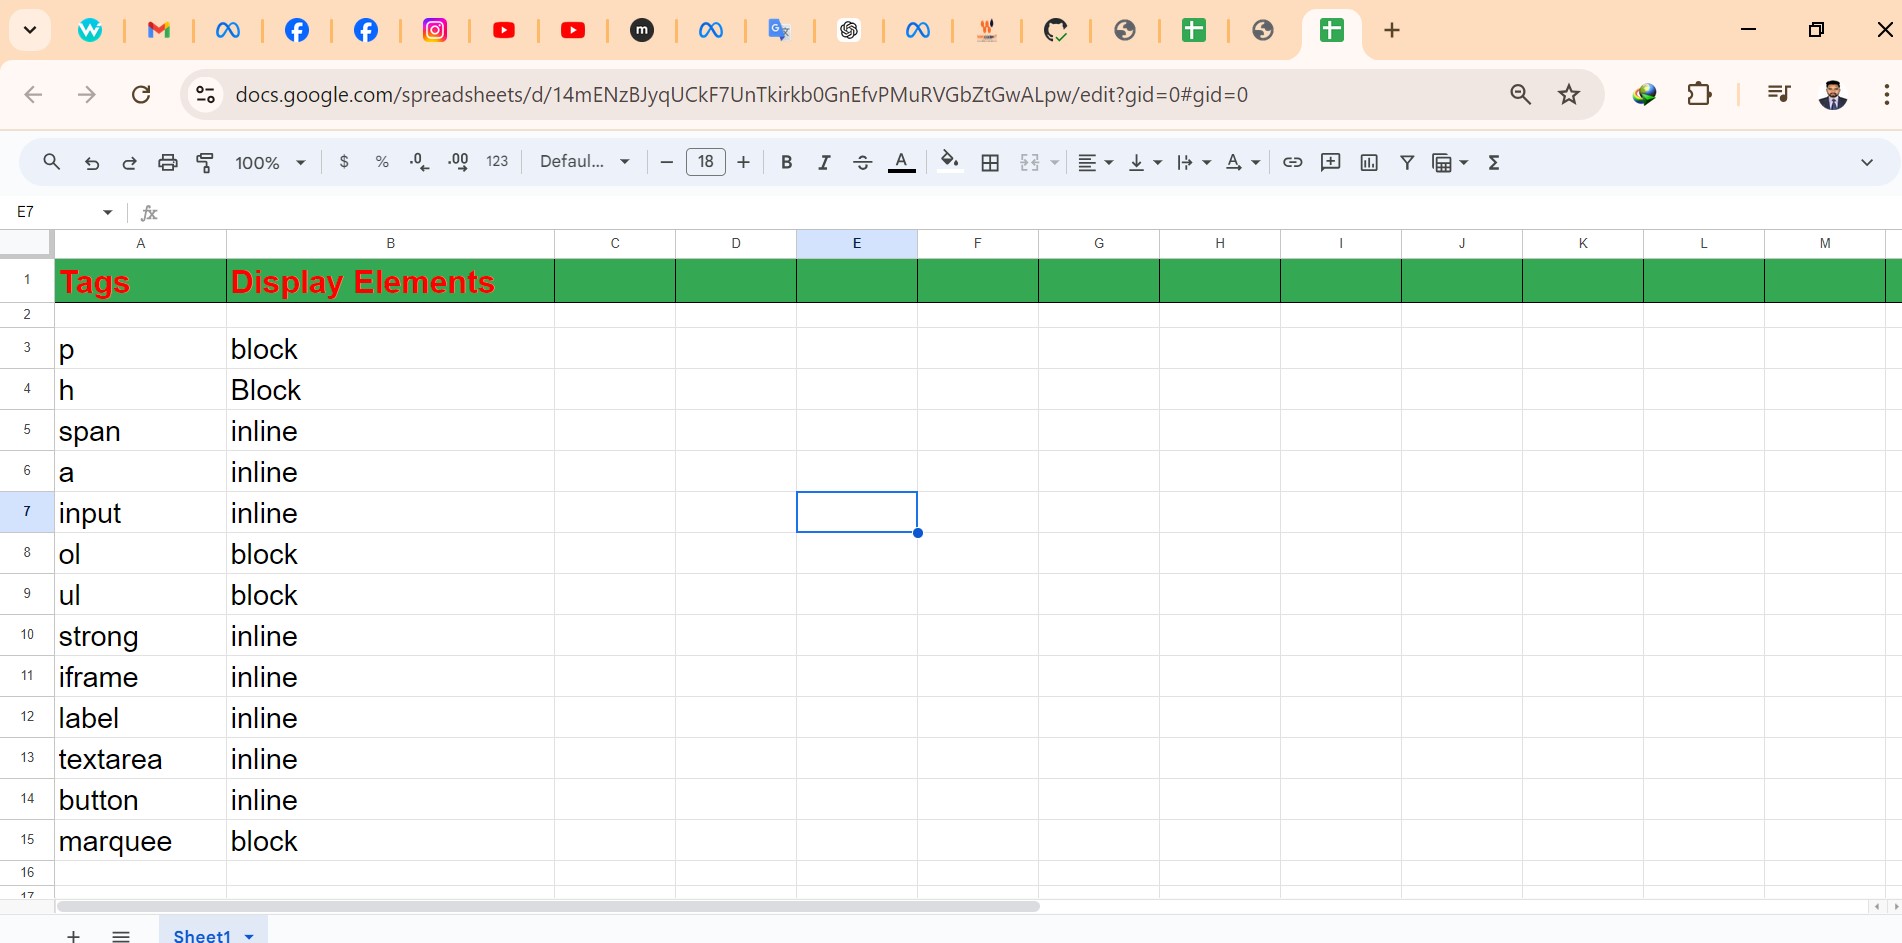 docs.google.com/spreadsheets/d/14mENzBJyqUCkF7UnTkirkb0GnEfvPMuRVGbZtGwALpw/edit?gid=0#gid=0
100% $ % .0 .00 123 Defaul... 18 B I A A Σ
E7 fx
A B C D E F G H I J K L M
1 Tags Display Elements
2
3 p block
4 h Block
5 span inline
6 a inline
7 input inline
8 ol block
9 ul block
10 strong inline
11 iframe inline
12 label inline
13 textarea inline
14 button inline
15 marquee block
16
17
Sheet1